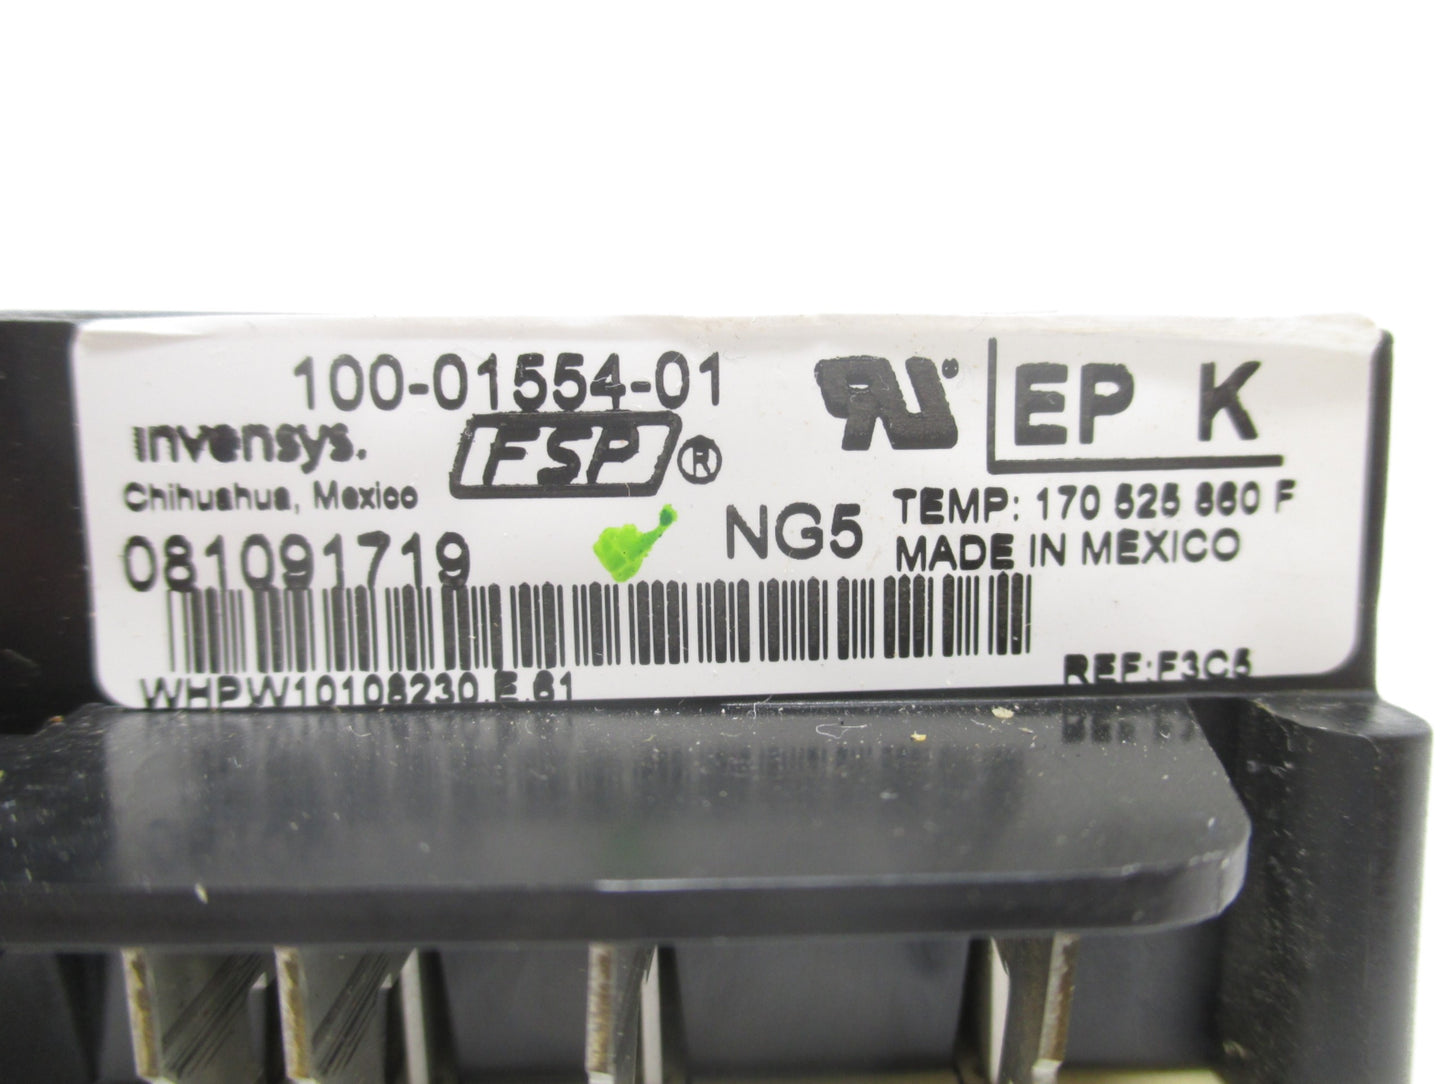 100-01554-01
invensys.
FSP ®
Chihuahua, Mexico
081091719
NG5
EP K
TEMP: 170 525 860 F
MADE IN MEXICO
WHPW10108230.E.61
REF:F3C5